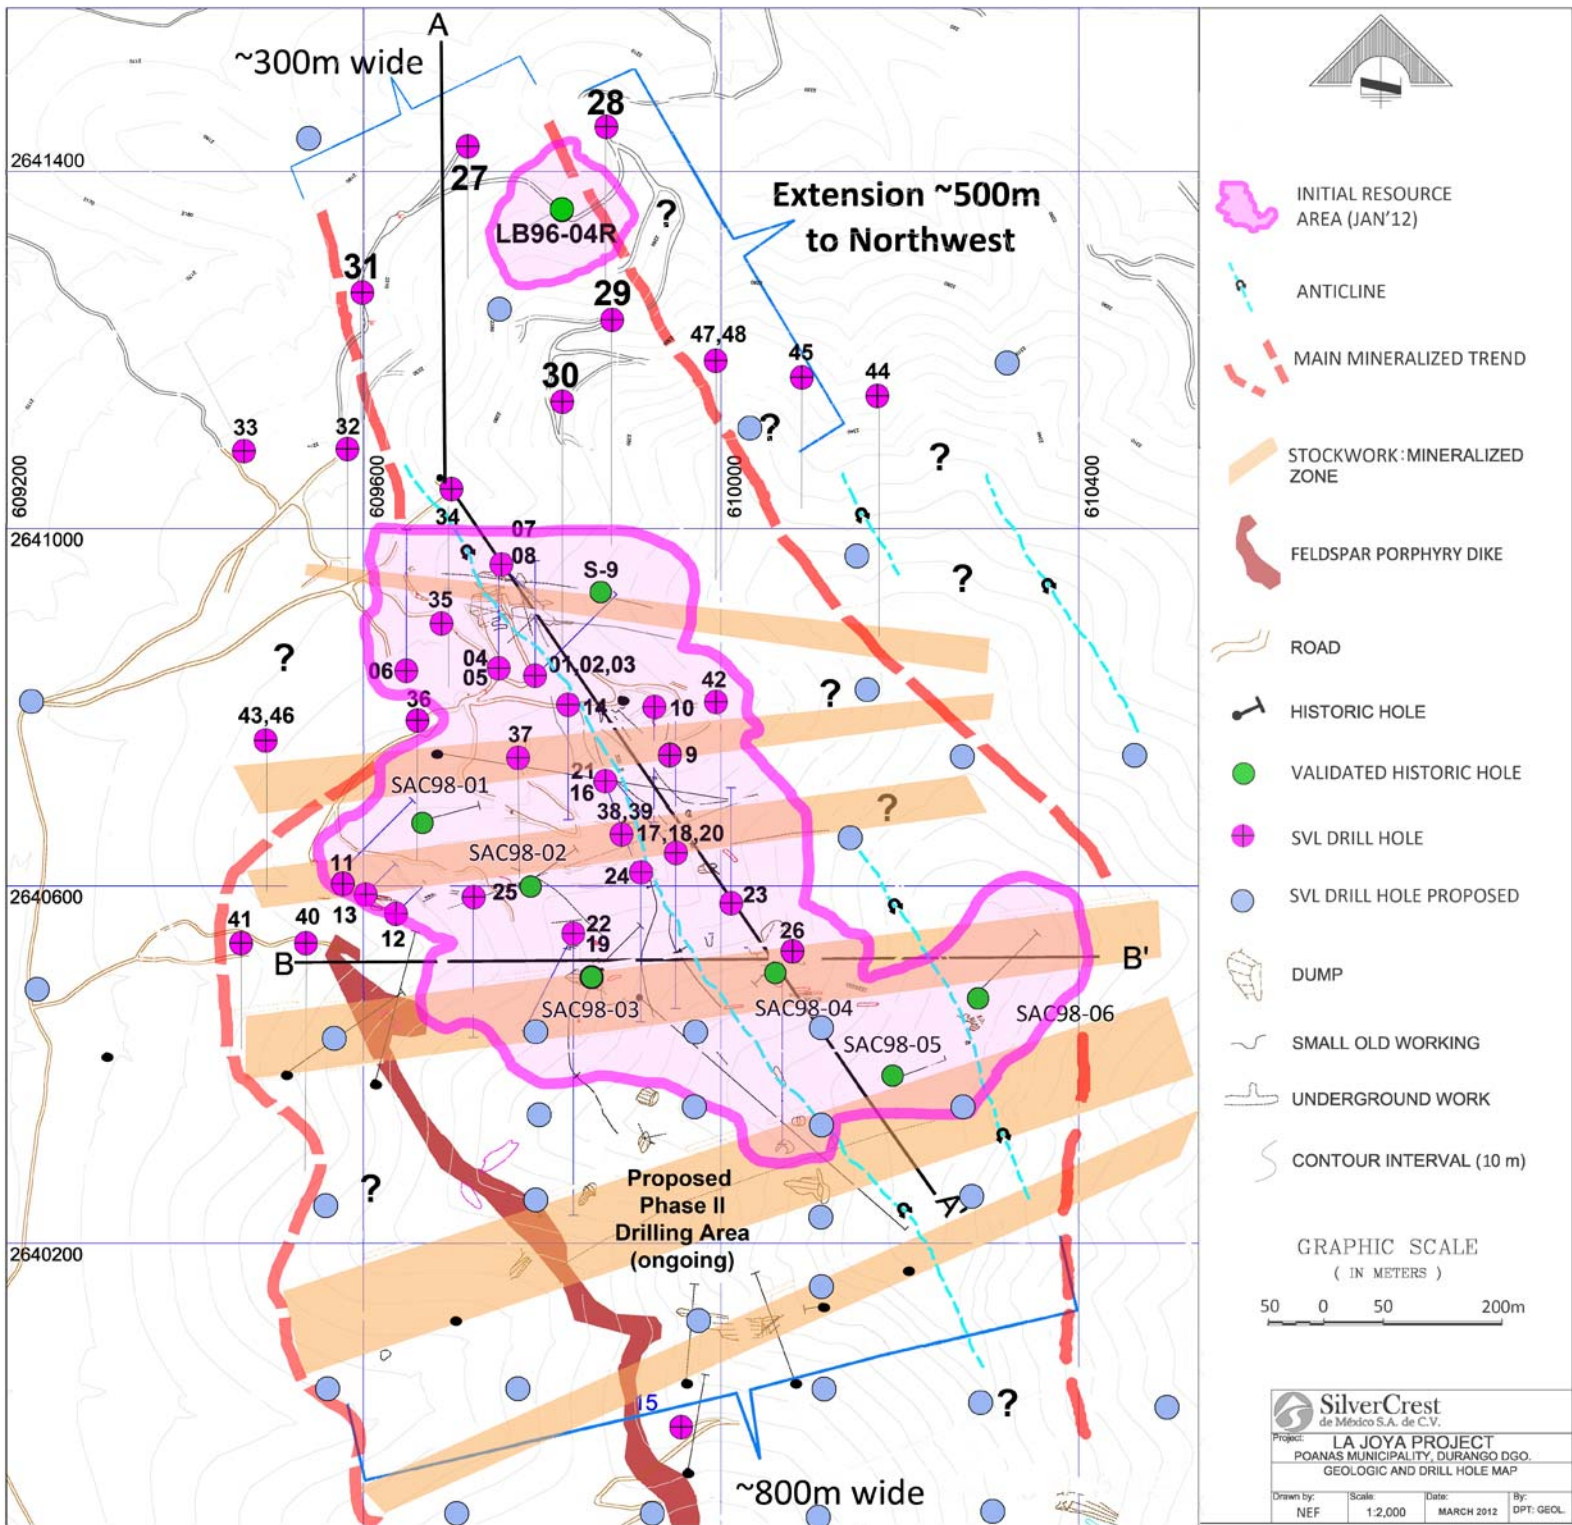 A
~300m wide
28
2641400
27
Extension ~500m
to Northwest
?
LB96-04R
31
29
47,48
45
44
30
?
33
32
?
609200
609600
610000
610400
34
07
2641000
08
S-9
?
35
?
04
01,02,03
06
05
42
?
36
14
10
43,46
37
9
21
SAC98-01
16
?
38,39
17,18,20
SAC98-02
11
24
2640600
25
23
13
12
22
41
40
19
26
B
B'
SAC98-03
SAC98-04
SAC98-06
SAC98-05
?
Proposed
Phase II
Drilling Area
(ongoing)
A'
2640200
15
?
~800m wide
INITIAL RESOURCE
AREA (JAN'12)
ANTICLINE
MAIN MINERALIZED TREND
STOCKWORK: MINERALIZED
ZONE
FELDSPAR PORPHYRY DIKE
ROAD
HISTORIC HOLE
VALIDATED HISTORIC HOLE
SVL DRILL HOLE
SVL DRILL HOLE PROPOSED
DUMP
SMALL OLD WORKING
UNDERGROUND WORK
CONTOUR INTERVAL (10 m)
GRAPHIC SCALE
( IN METERS )
50 0 50 200m
SilverCrest
de México S.A. de C.V.
Project: LA JOYA PROJECT
POANAS MUNICIPALITY, DURANGO DGO.
GEOLOGIC AND DRILL HOLE MAP
Drawn by: Scale: Date: By:
NEF 1:2,000 MARCH 2012 DPT: GEOL.